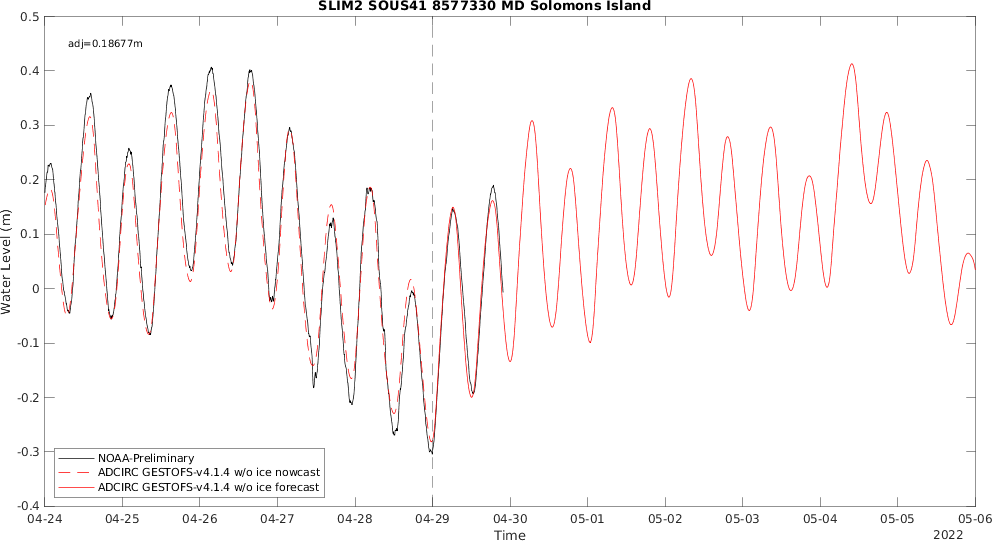 SLIM2 SOUS41 8577330 MD Solomons Island
adj=0.18677m
0.5
0.4
0.3
0.2
0.1
0
-0.1
-0.2
-0.3
-0.4
Water Level (m)
NOAA-Preliminary
ADCIRC GESTOFS-v4.1.4 w/o ice nowcast
ADCIRC GESTOFS-v4.1.4 w/o ice forecast
04-24 04-25 04-26 04-27 04-28 04-29 04-30 05-01 05-02 05-03 05-04 05-05 05-06
Time
2022